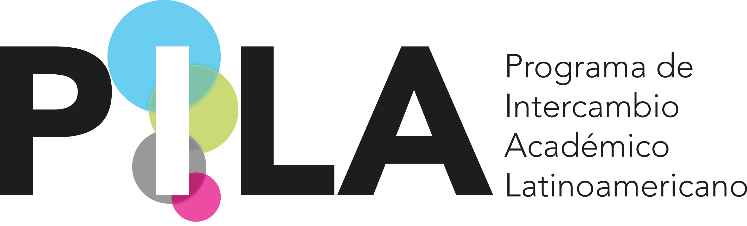 PILA
Programa de
Intercambio
Académico
Latinoamericano